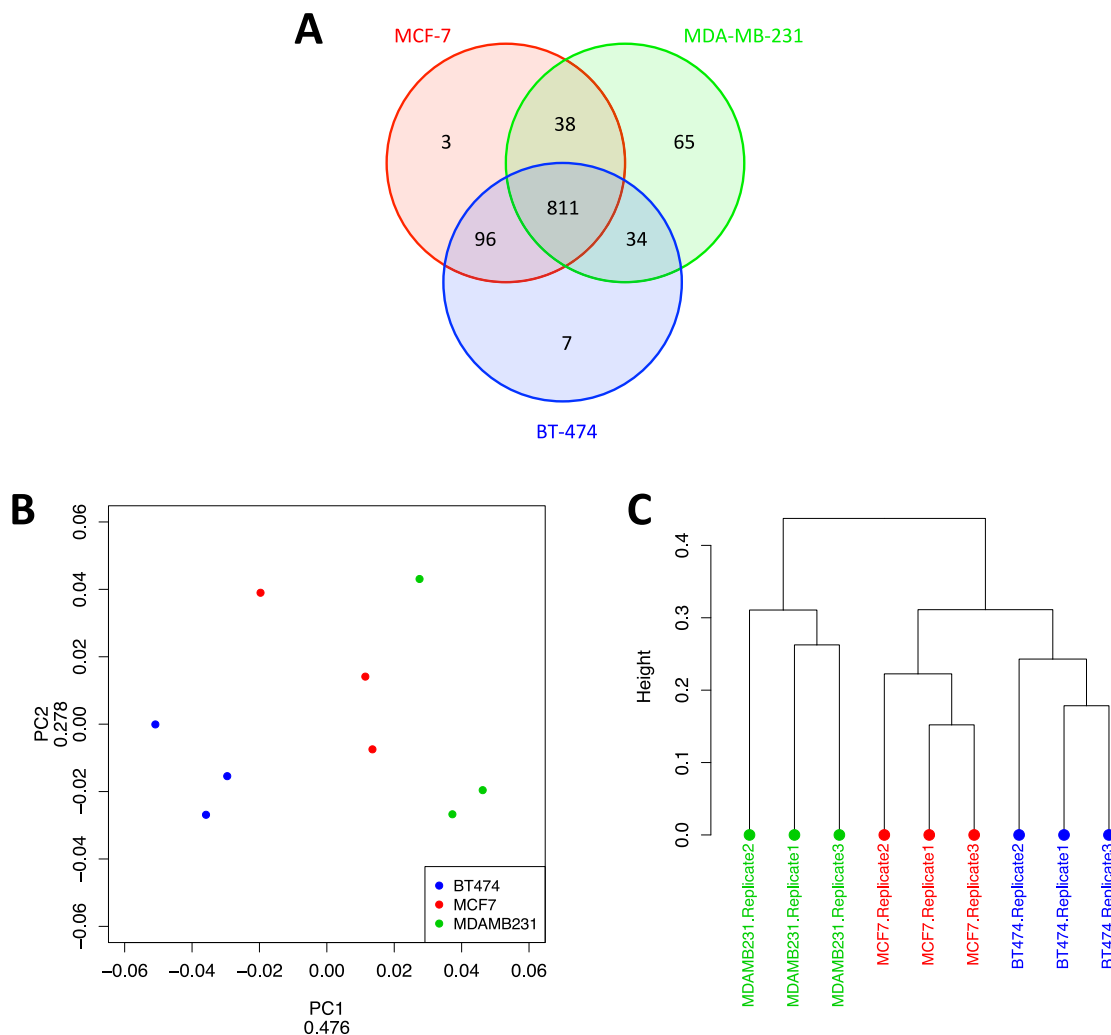 A
MCF-7
MDA-MB-231
3
38
65
811
96
34
7
BT-474
B
0.06
0.04
0.02
0.00
−0.02
−0.04
−0.06
PC2
0.278
BT474
MCF7
MDAMB231
−0.06
−0.04
−0.02
0.00
0.02
0.04
0.06
PC1
0.476
C
0.4
0.3
0.2
0.1
0.0
Height
MDAMB231.Replicate2
MDAMB231.Replicate1
MDAMB231.Replicate3
MCF7.Replicate2
MCF7.Replicate1
MCF7.Replicate3
BT474.Replicate2
BT474.Replicate1
BT474.Replicate3